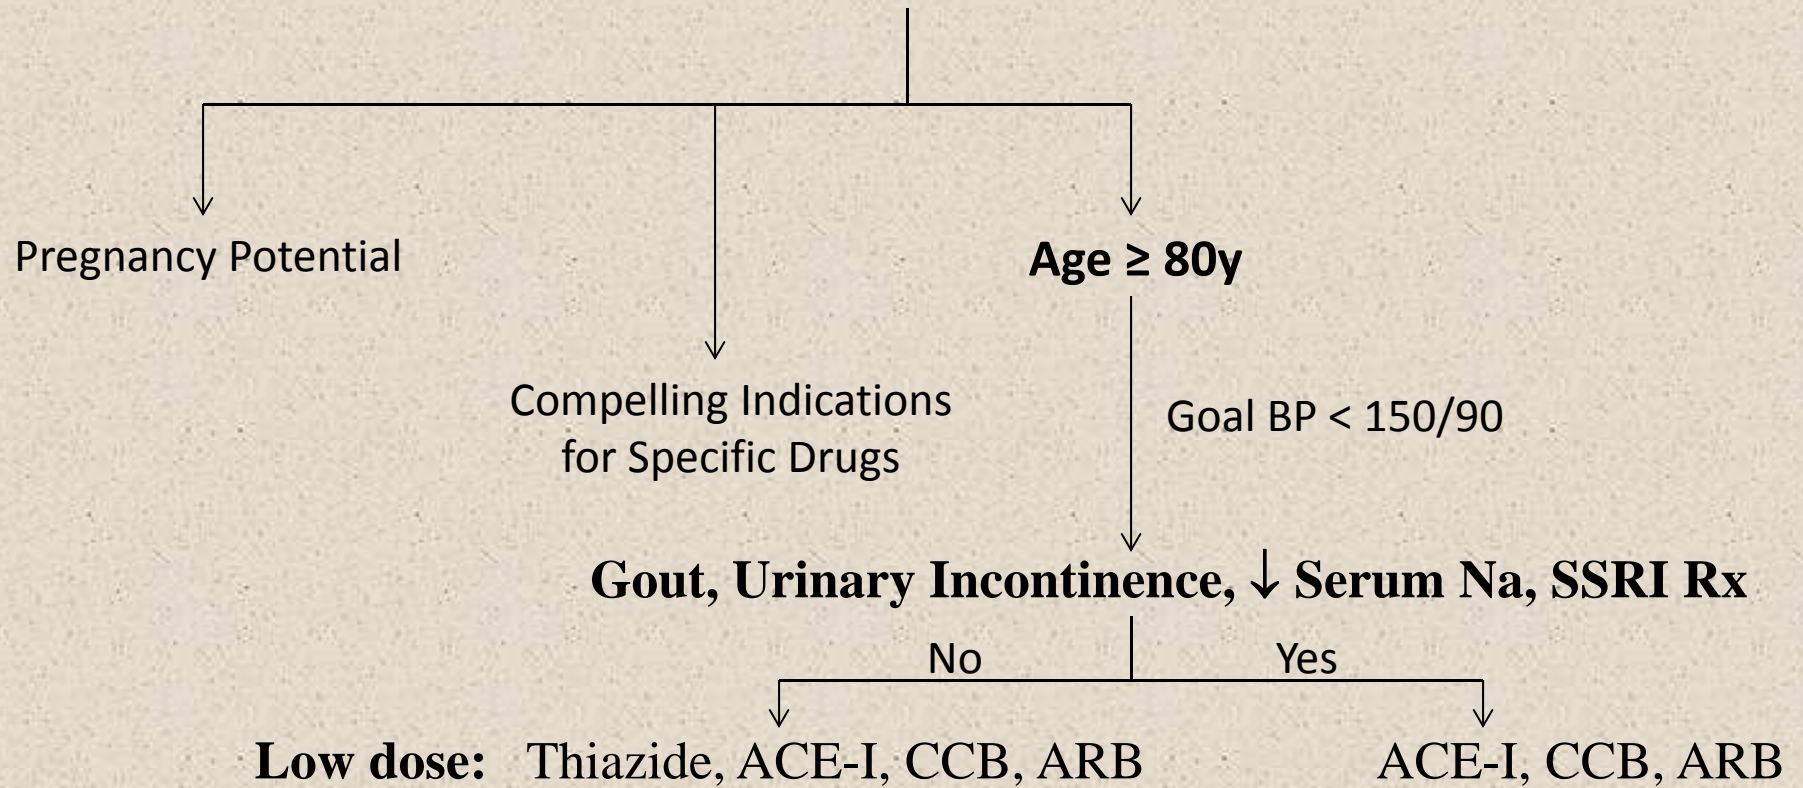 Pregnancy Potential
Age ≥ 80y
Compelling Indications
for Specific Drugs
Goal BP < 150/90
Gout, Urinary Incontinence, ↓ Serum Na, SSRI Rx
No
Yes
Low dose: Thiazide, ACE-I, CCB, ARB
ACE-I, CCB, ARB